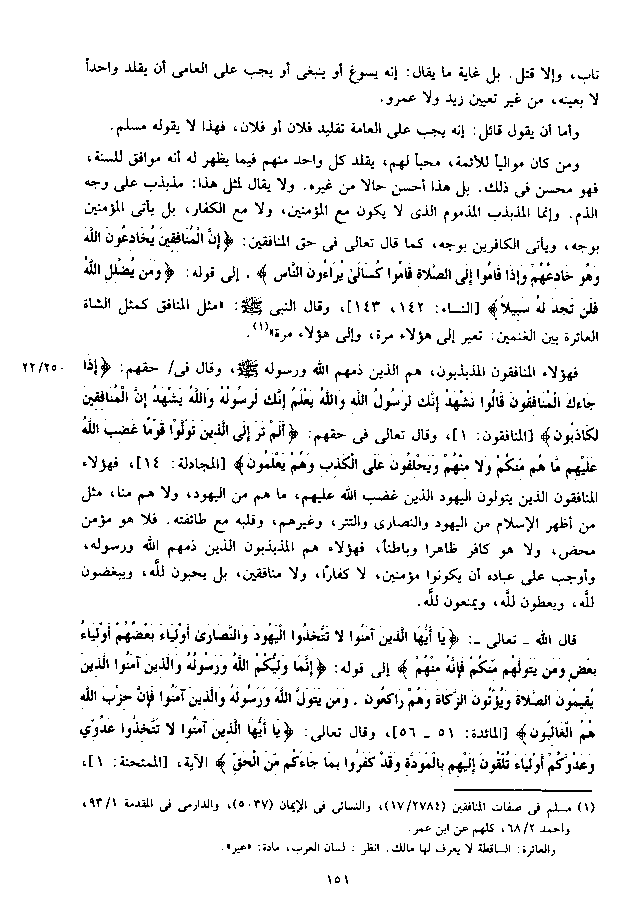 تاب، وإلا قتل. بل غاية ما يقال: إنه يسوغ أو ينبغى أو يجب على العامى أن يقلد واحداً
لا بعينه، من غير تعيين زيد ولا عمرو.
وأما أن يقول قائل: إنه يجب على العامة تقليد فلان أو فلان، فهذا لا يقوله مسلم.
ومن كان موالياً للأئمة، محباً لهم، يقلد كل واحد منهم فيما يظهر له أنه موافق للسنة،
فهو محسن فى ذلك. بل هذا أحسن حالا من غيره. ولا يقال لمثل هذا: مذبذب على وجه
الذم. وإنما المذبذب المذموم الذى لا يكون مع المؤمنين، ولا مع الكفار، بل يأتى المؤمنين
بوجه، ويأتى الكافرين بوجه، كما قال تعالى فى حق المنافقين: ﴿إِنَّ الْمُنَافِقِينَ يُخَادِعُونَ اللَّهَ
وَهُوَ خَادِعُهُمْ وَإِذَا قَامُوا إِلَى الصَّلاةِ قَامُوا كُسَالَىٰ يُرَاءُونَ النَّاسَ﴾. إلى قوله: ﴿وَمَن يُضْلِلِ اللَّهُ
فَلَن تَجِدَ لَهُ سَبِيلاً﴾ [النساء: ١٤٢، ١٤٣]، وقال النبى ﷺ: «مثل المنافق كمثل الشاة
العائرة بين الغنمين: تعير إلى هؤلاء مرة، وإلى هؤلاء مرة»(١).
فهؤلاء المنافقون المذبذبون، هم الذين ذمهم الله ورسوله ﷺ، وقال فى/ حقهم: ﴿إِذَا
٢٢/٢٥٠
جَاءَكَ الْمُنَافِقُونَ قَالُوا نَشْهَدُ إِنَّكَ لَرَسُولُ اللَّهِ وَاللَّهُ يَعْلَمُ إِنَّكَ لَرَسُولُهُ وَاللَّهُ يَشْهَدُ إِنَّ الْمُنَافِقِينَ
لَكَاذِبُونَ﴾ [المنافقون: ١]، وقال تعالى فى حقهم: ﴿أَلَمْ تَرَ إِلَى الَّذِينَ تَوَلَّوْا قَوْمًا غَضِبَ اللَّهُ
عَلَيْهِم مَّا هُم مِّنكُمْ وَلا مِنْهُمْ وَيَحْلِفُونَ عَلَى الْكَذِبِ وَهُمْ يَعْلَمُونَ﴾ [المجادلة: ١٤]، فهؤلاء
المنافقون الذين يتولون اليهود الذين غضب الله عليهم، ما هم من اليهود، ولا هم منا، مثل
من أظهر الإسلام من اليهود والنصارى والتتر، وغيرهم، وقلبه مع طائفته. فلا هو مؤمن
محض، ولا هو كافر ظاهرا وباطناً، فهؤلاء هم المذبذبون الذين ذمهم الله ورسوله،
وأوجب على عباده أن يكونوا مؤمنين، لا كفارًا، ولا منافقين، بل يحبون لله، ويبغضون
لله، ويعطون لله، ويمنعون لله.
قال الله ـ تعالى ـ: ﴿يَا أَيُّهَا الَّذِينَ آمَنُوا لا تَتَّخِذُوا الْيَهُودَ وَالنَّصَارَىٰ أَوْلِيَاءَ بَعْضُهُمْ أَوْلِيَاءُ
بَعْضٍ وَمَن يَتَوَلَّهُم مِّنكُمْ فَإِنَّهُ مِنْهُمْ﴾ إلى قوله: ﴿إِنَّمَا وَلِيُّكُمُ اللَّهُ وَرَسُولُهُ وَالَّذِينَ آمَنُوا الَّذِينَ
يُقِيمُونَ الصَّلاةَ وَيُؤْتُونَ الزَّكَاةَ وَهُمْ رَاكِعُونَ . وَمَن يَتَوَلَّ اللَّهَ وَرَسُولَهُ وَالَّذِينَ آمَنُوا فَإِنَّ حِزْبَ اللَّهِ
هُمُ الْغَالِبُونَ﴾ [المائدة: ٥١ ـ ٥٦]، وقال تعالى: ﴿يَا أَيُّهَا الَّذِينَ آمَنُوا لا تَتَّخِذُوا عَدُوِّي
وَعَدُوَّكُمْ أَوْلِيَاءَ تُلْقُونَ إِلَيْهِم بِالْمَوَدَّةِ وَقَدْ كَفَرُوا بِمَا جَاءَكُم مِّنَ الْحَقِّ﴾ الآية، [الممتحنة: ١]،
(١) مسلم فى صفات المنافقين (١٧/٢٧٨٤)، والنسائى فى الإيمان (٥٠٣٧)، والدارمى فى المقدمة ٩٣/١،
وأحمد ٦٨/٢، كلهم عن ابن عمر.
والعائرة: الساقطة لا يعرف لها مالك. انظر : لسان العرب، مادة: «عير».
١٥١